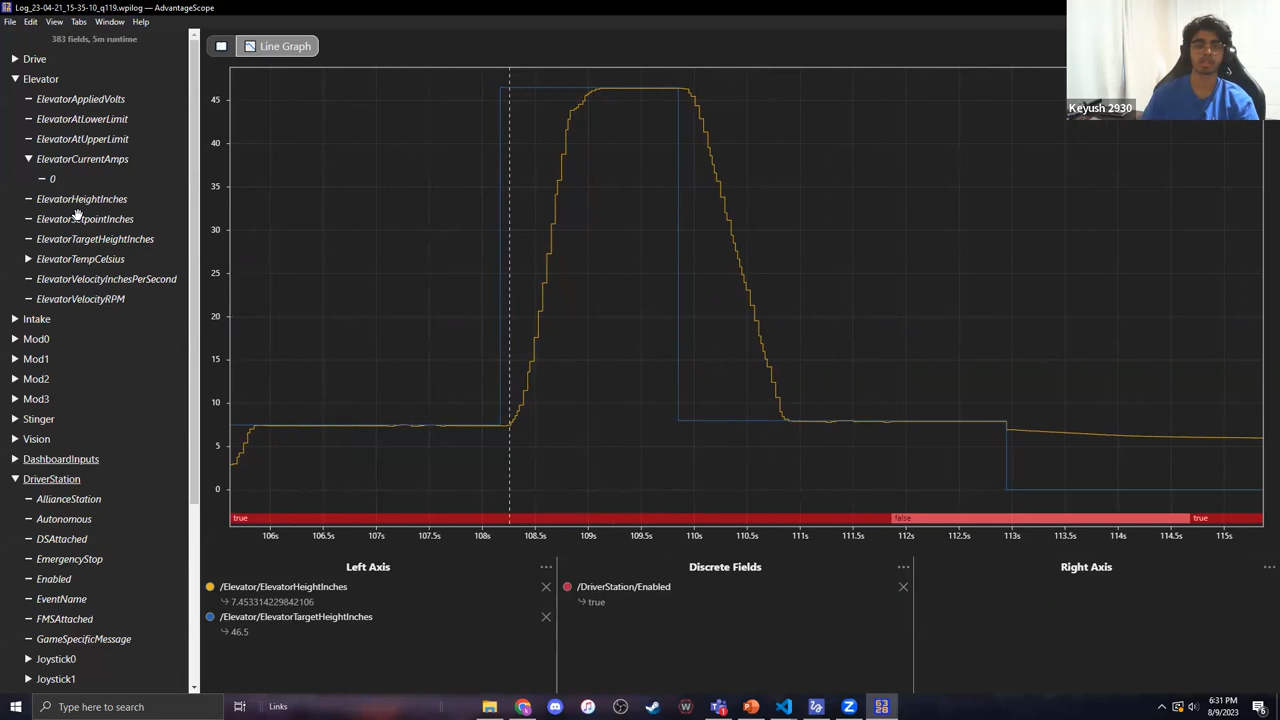 Log_23-04-21_15-35-10_q119.wpilog — AdvantageScope
File Edit View Tabs Window Help
383 fields, 5m runtime
Drive
Elevator
ElevatorAppliedVolts
ElevatorAtLowerLimit
ElevatorAtUpperLimit
ElevatorCurrentAmps
0
ElevatorHeightInches
ElevatorSetpointInches
ElevatorTargetHeightInches
ElevatorTempCelsius
ElevatorVelocityInchesPerSecond
ElevatorVelocityRPM
Intake
Mod0
Mod1
Mod2
Mod3
Stinger
Vision
DashboardInputs
DriverStation
AllianceStation
Autonomous
DSAttached
EmergencyStop
Enabled
EventName
FMSAttached
GameSpecificMessage
Joystick0
Joystick1
Line Graph
45
40
35
30
25
20
15
10
5
0
true false true
106s 106.5s 107s 107.5s 108s 108.5s 109s 109.5s 110s 110.5s 111s 111.5s 112s 112.5s 113s 113.5s 114s 114.5s 115s
Left Axis
/Elevator/ElevatorHeightInches
7.453314229842106
/Elevator/ElevatorTargetHeightInches
46.5
Discrete Fields
/DriverStation/Enabled
true
Right Axis
Keyush 2930
Type here to search
Links
6:31 PM
8/9/2023